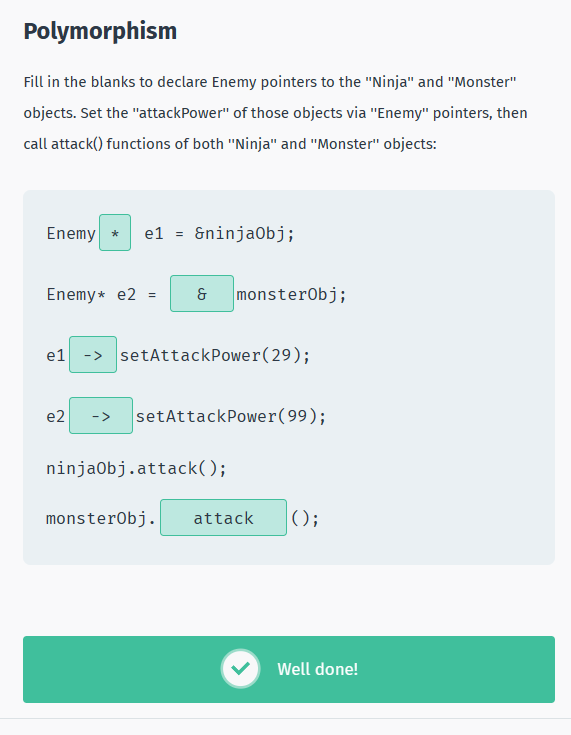 Polymorphism
Fill in the blanks to declare Enemy pointers to the "Ninja" and "Monster"
objects. Set the "attackPower" of those objects via "Enemy" pointers, then
call attack() functions of both "Ninja" and "Monster" objects:
Enemy * e1 = &ninjaObj;
Enemy* e2 = & monsterObj;
e1 -> setAttackPower(29);
e2 -> setAttackPower(99);
ninjaObj.attack();
monsterObj. attack ();
Well done!